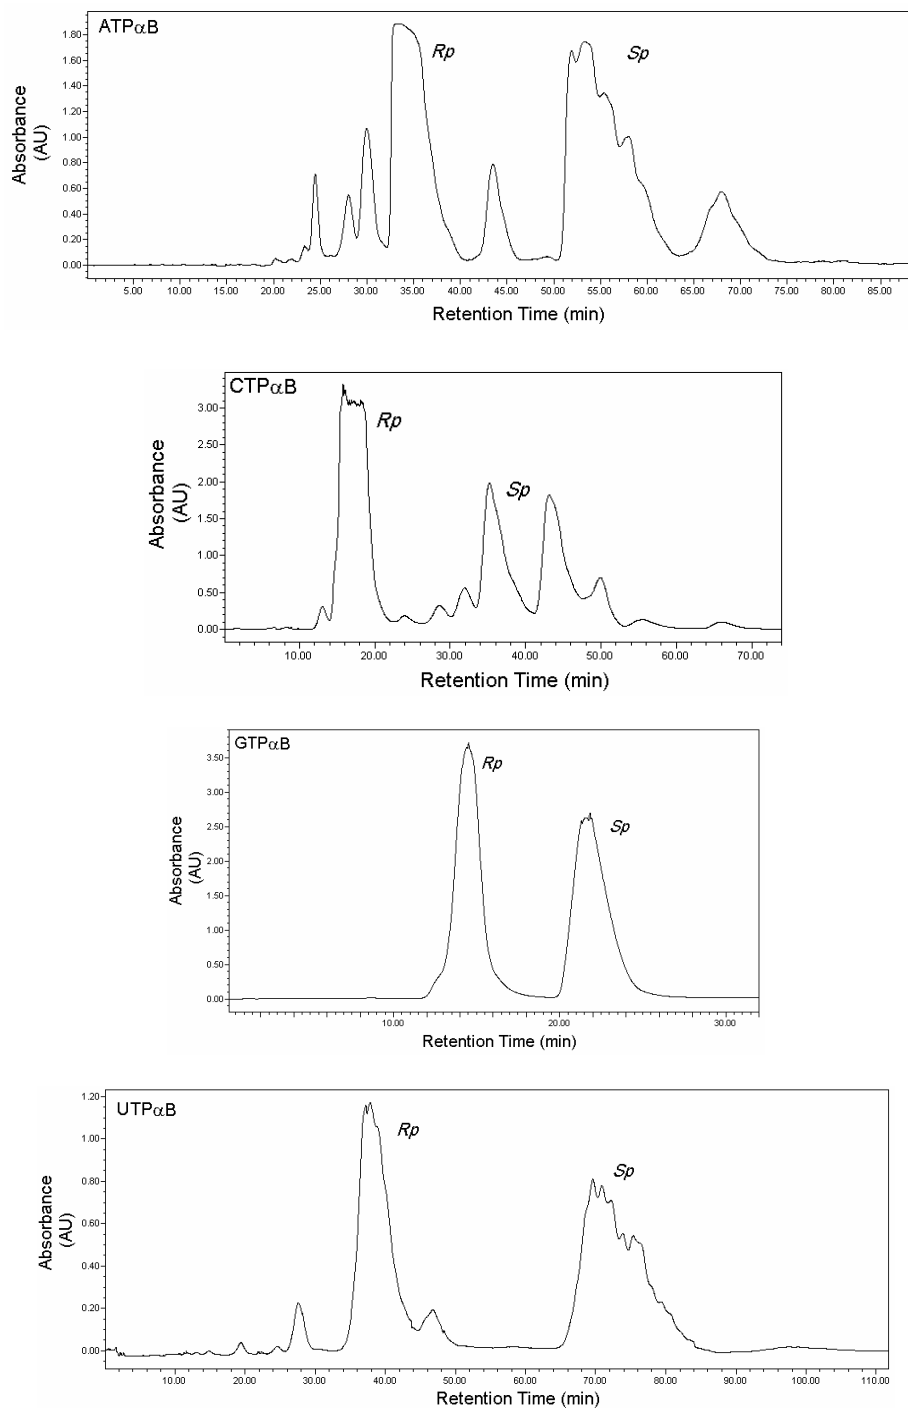 ATPαB
Rp
Sp
Absorbance
(AU)
1.80
1.60
1.40
1.20
1.00
0.80
0.60
0.40
0.20
0.00
5.00 10.00 15.00 20.00 25.00 30.00 35.00 40.00 45.00 50.00 55.00 60.00 65.00 70.00 75.00 80.00 85.00
Retention Time (min)
CTPαB
Rp
Sp
Absorbance
(AU)
3.00
2.50
2.00
1.50
1.00
0.50
0.00
10.00 20.00 30.00 40.00 50.00 60.00 70.00
Retention Time (min)
GTPαB
Rp
Sp
Absorbance
(AU)
3.50
3.00
2.50
2.00
1.50
1.00
0.50
0.00
10.00 20.00 30.00
Retention Time (min)
UTPαB
Rp
Sp
Absorbance
(AU)
1.20
1.00
0.80
0.60
0.40
0.20
0.00
10.00 20.00 30.00 40.00 50.00 60.00 70.00 80.00 90.00 100.00 110.00
Retention Time (min)